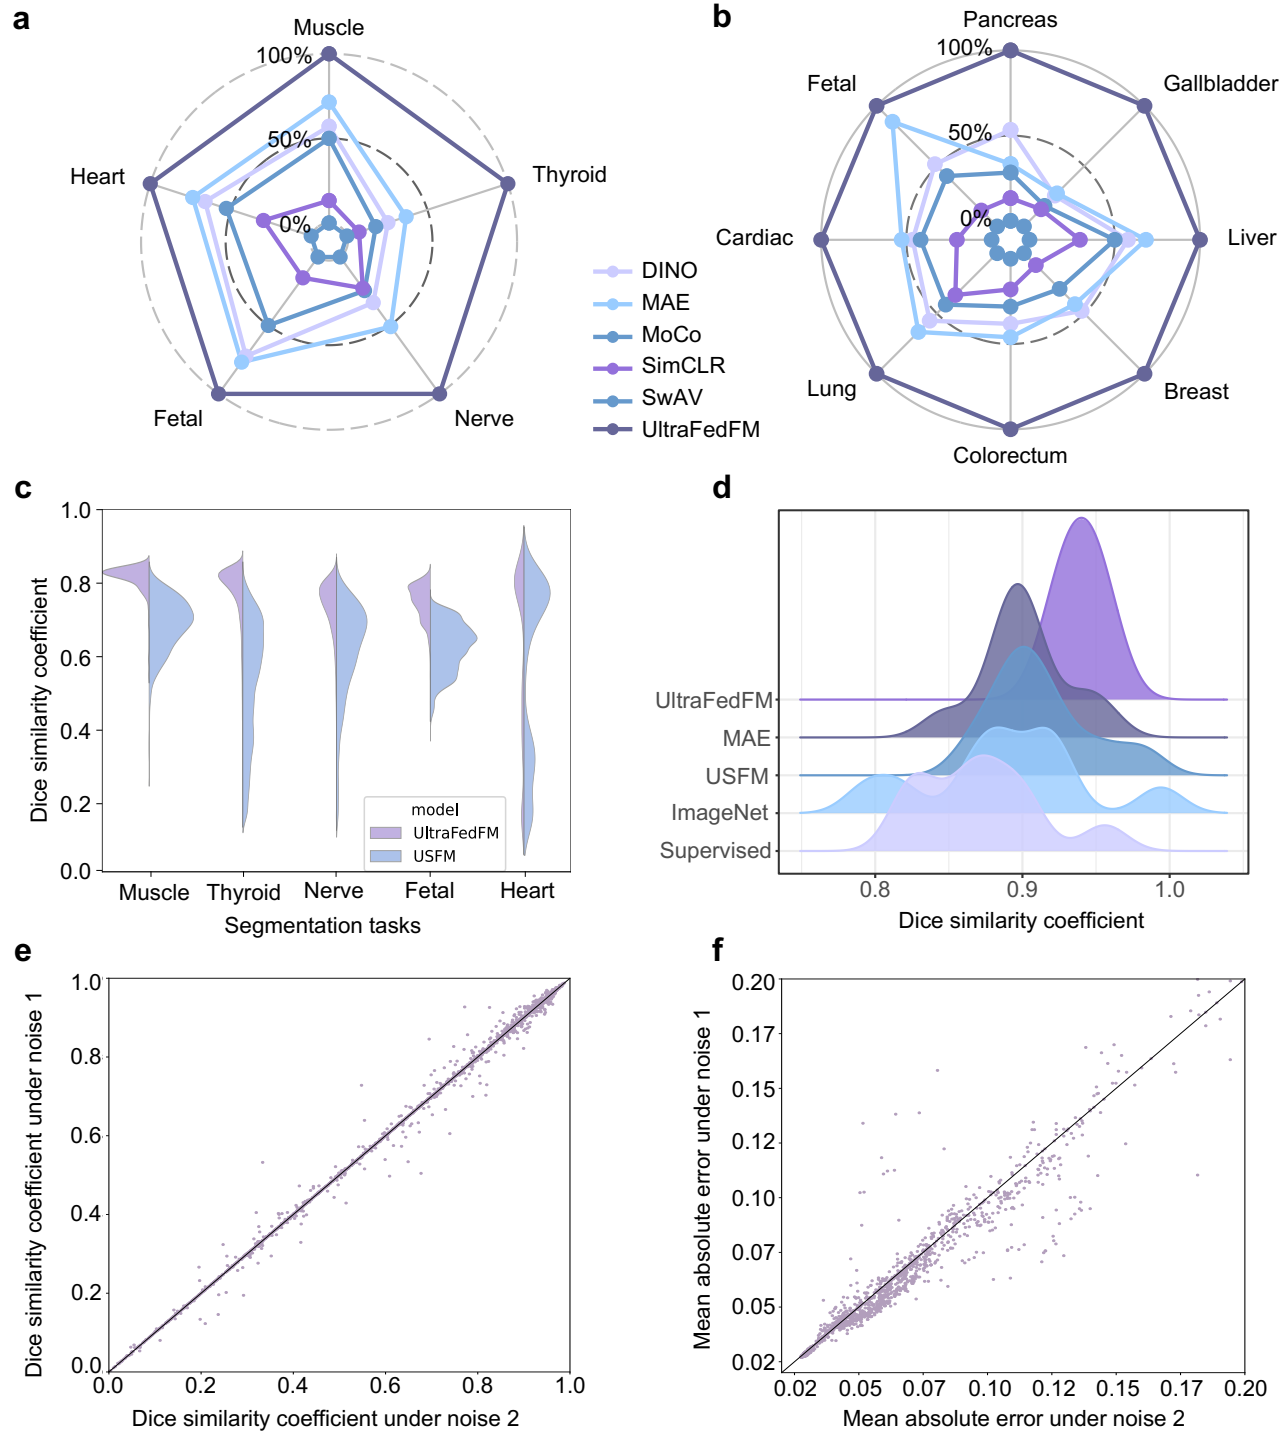 a
Muscle
100%
50%
0%
Heart
Thyroid
Fetal
Nerve
b
Pancreas
100%
50%
0%
Fetal
Gallbladder
Cardiac
Liver
Lung
Breast
Colorectum
DINO
MAE
MoCo
SimCLR
SwAV
UltraFedFM
c
Dice similarity coefficient
1.0
0.8
0.6
0.4
0.2
0.0
model
UltraFedFM
USFM
Muscle
Thyroid
Nerve
Fetal
Heart
Segmentation tasks
d
UltraFedFM
MAE
USFM
ImageNet
Supervised
0.8
0.9
1.0
Dice similarity coefficient
e
Dice similarity coefficient under noise 1
1.0
0.8
0.6
0.4
0.2
0.0
0.0
0.2
0.4
0.6
0.8
1.0
Dice similarity coefficient under noise 2
f
Mean absolute error under noise 1
0.20
0.17
0.15
0.12
0.10
0.07
0.05
0.02
0.02
0.05
0.07
0.10
0.12
0.15
0.17
0.20
Mean absolute error under noise 2